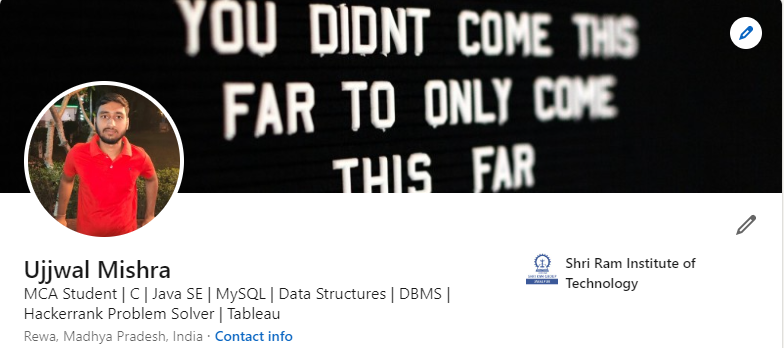 YOU DIDNT COME THIS
FAR TO ONLY COME
THIS FAR
Ujjwal Mishra
MCA Student | C | Java SE | MySQL | Data Structures | DBMS |
Hackerrank Problem Solver | Tableau
Rewa, Madhya Pradesh, India · Contact info
Shri Ram Institute of
Technology